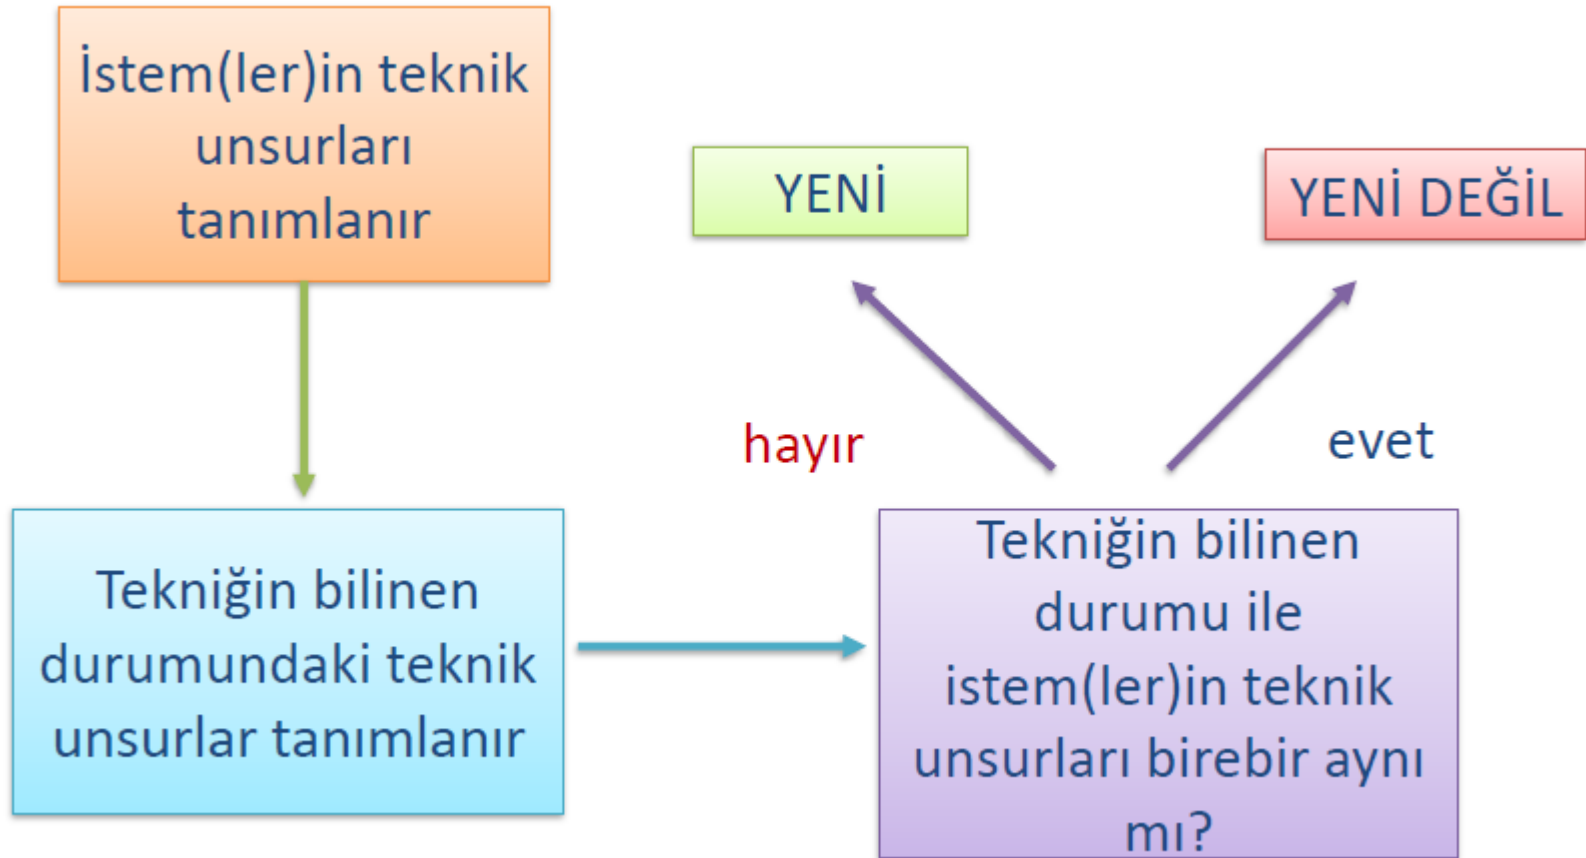 İstem(ler)in teknik
unsurları
tanımlanır
YENİ
YENİ DEĞİL
hayır
evet
Tekniğin bilinen
durumundaki teknik
unsurlar tanımlanır
Tekniğin bilinen
durumu ile
istem(ler)in teknik
unsurları birebir aynı
mı?